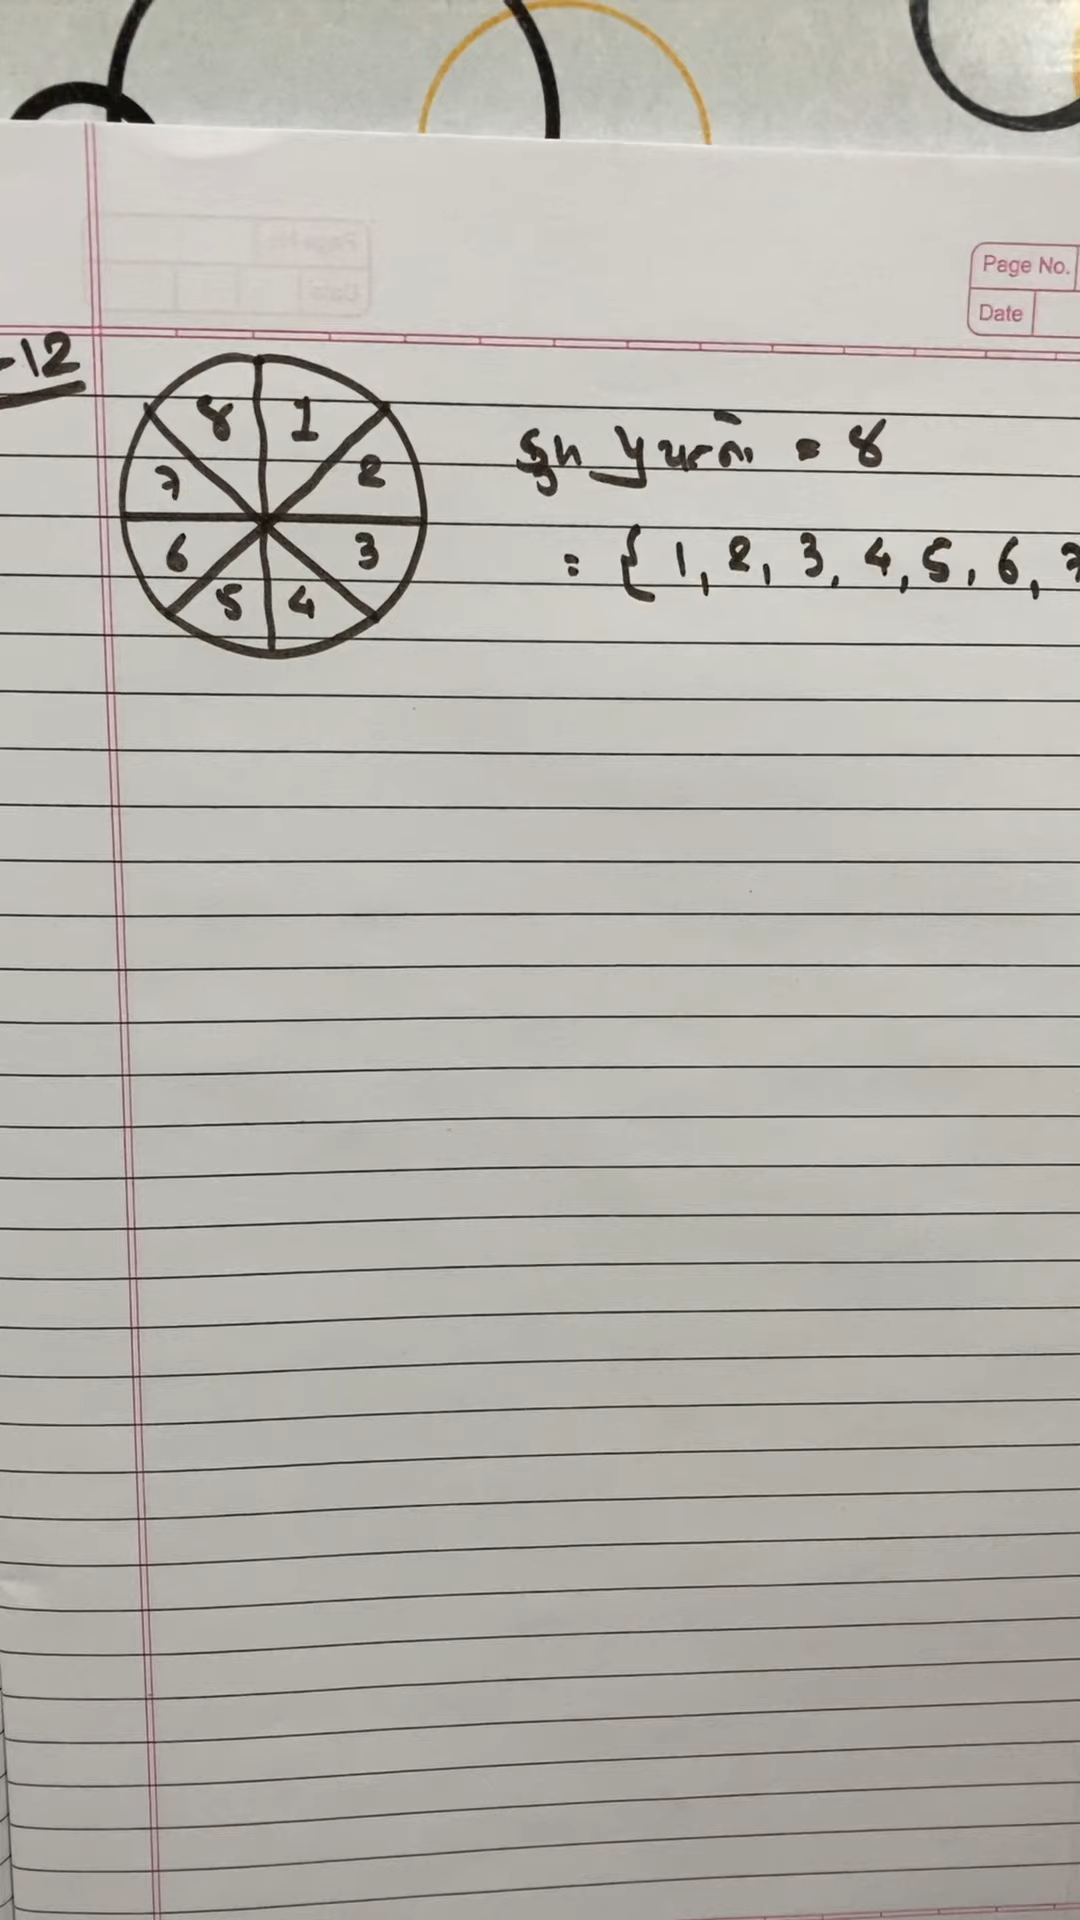 Page No.
Date
-12
8 1
7 2
6 3
5 4
કુલ પરિણામો = 8
= { 1, 2, 3, 4, 5, 6, 7